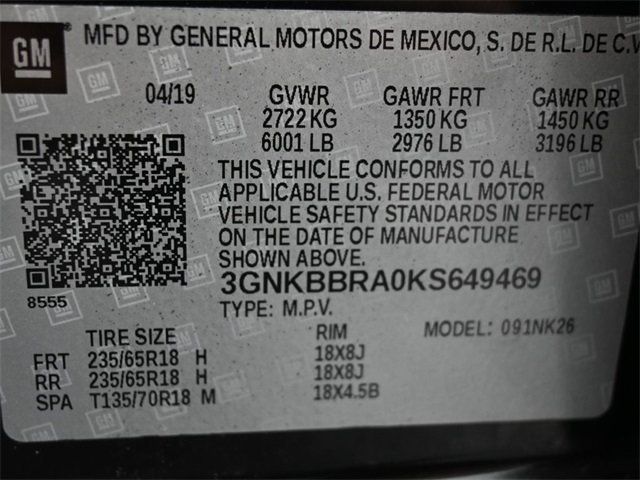 GM MFD BY GENERAL MOTORS DE MEXICO, S. DE R.L. DE C.V
04/19 GVWR GAWR FRT GAWR RR
2722 KG 1350 KG 1450 KG
6001 LB 2976 LB 3196 LB
THIS VEHICLE CONFORMS TO ALL
APPLICABLE U.S. FEDERAL MOTOR
VEHICLE SAFETY STANDARDS IN EFFECT
ON THE DATE OF MANUFACTURE
SHOWN ABOVE.
8555 3GNKBBRA0KS649469
TYPE: M.P.V.
TIRE SIZE RIM MODEL: 091NK26
FRT 235/65R18 H 18X8J
RR 235/65R18 H 18X8J
SPA T135/70R18 M 18X4.5B